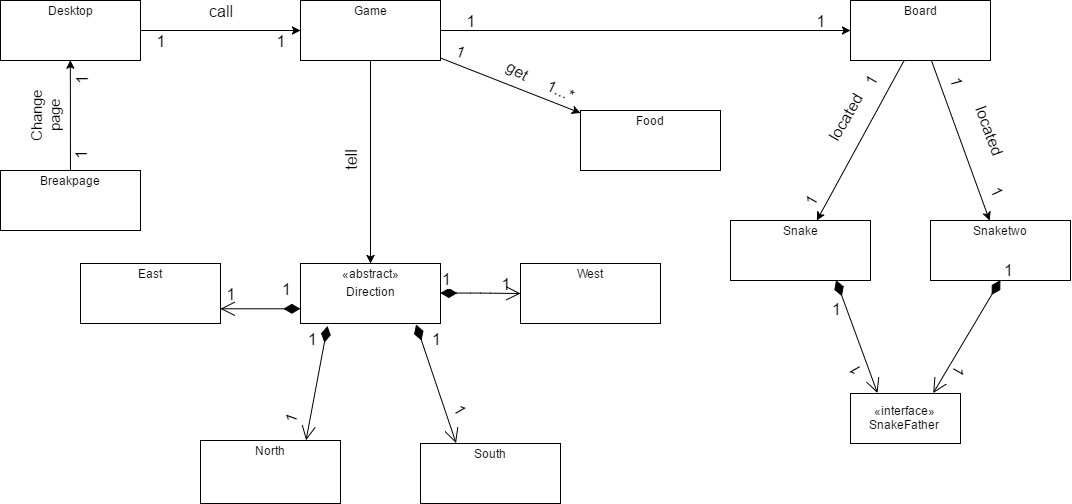 Desktop
call
Game
Board
1
1
1
1
1
1
get
1...*
1
1
Change
page
1
1
Breakpage
Food
tell
located
located
1
1
Snake
Snaketwo
East
«abstract»
Direction
West
1
1
1
1
1
1
1
1
1
1
North
South
1
1
«interface»
SnakeFather